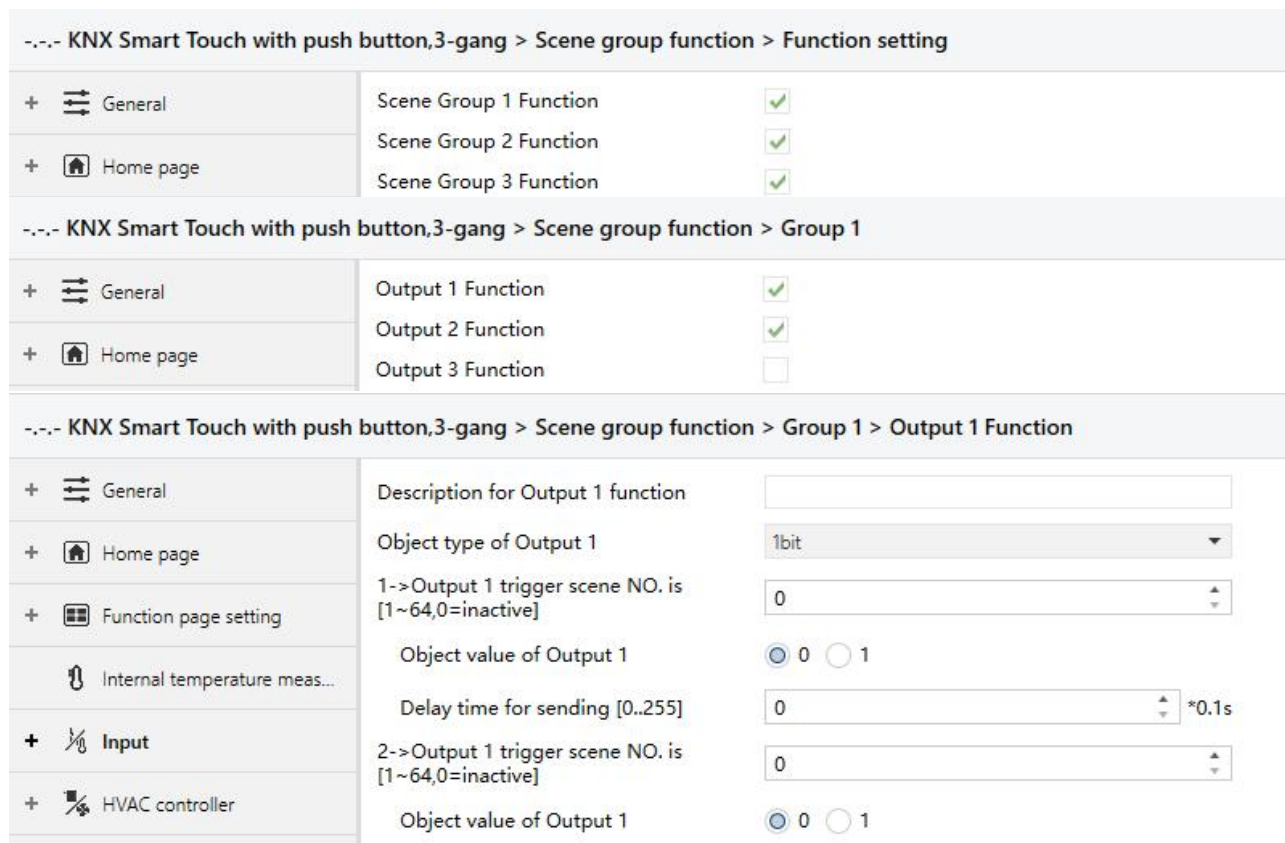 -.-.- KNX Smart Touch with push button,3-gang > Scene group function > Function setting
+ General
Scene Group 1 Function
Scene Group 2 Function
+ Home page
Scene Group 3 Function
-.-.- KNX Smart Touch with push button,3-gang > Scene group function > Group 1
+ General
Output 1 Function
Output 2 Function
+ Home page
Output 3 Function
-.-.- KNX Smart Touch with push button,3-gang > Scene group function > Group 1 > Output 1 Function
+ General
Description for Output 1 function
+ Home page
Object type of Output 1 1bit
+ Function page setting
1->Output 1 trigger scene NO. is
[1~64,0=inactive] 0
Object value of Output 1 0 1
Internal temperature meas...
Delay time for sending [0..255] 0 *0.1s
+ Input
2->Output 1 trigger scene NO. is
[1~64,0=inactive] 0
+ HVAC controller
Object value of Output 1 0 1